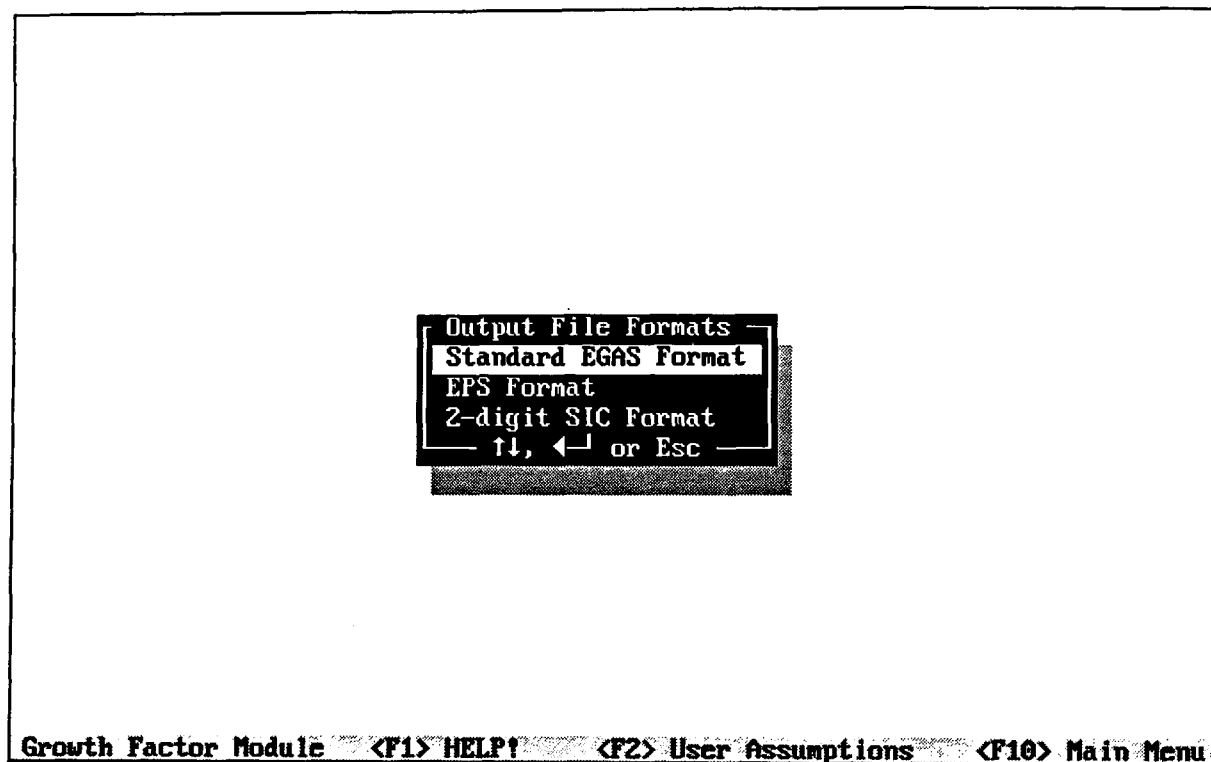 Output File Formats
Standard EGAS Format
EPS Format
2-digit SIC Format
↑↓, ◄─┘ or Esc
Growth Factor Module <F1> HELP! <F2> User Assumptions <F10> Main Menu